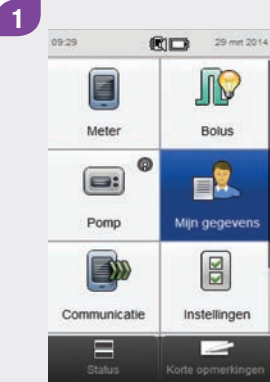 1
09:29 29 mrt 2014
Meter Bolus
Pomp Mijn gegevens
Communicatie Instellingen
Status Korte opmerkingen